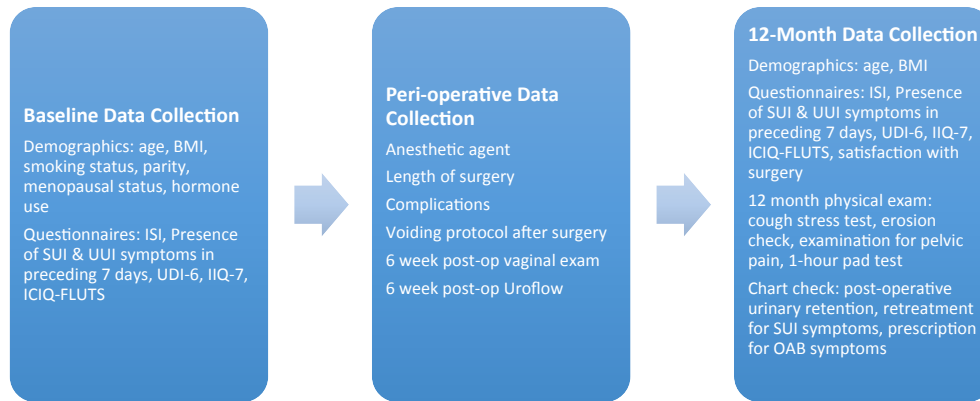 Baseline Data Collection
Demographics: age, BMI,
smoking status, parity,
menopausal status, hormone
use
Questionnaires: ISI, Presence
of SUI & UUI symptoms in
preceding 7 days, UDI-6, IIQ-7,
ICIQ-FLUTS
Peri-operative Data
Collection
Anesthetic agent
Length of surgery
Complications
Voiding protocol after surgery
6 week post-op vaginal exam
6 week post-op Uroflow
12-Month Data Collection
Demographics: age, BMI
Questionnaires: ISI, Presence
of SUI & UUI symptoms in
preceding 7 days, UDI-6, IIQ-7,
ICIQ-FLUTS, satisfaction with
surgery
12 month physical exam:
cough stress test, erosion
check, examination for pelvic
pain, 1-hour pad test
Chart check: post-operative
urinary retention, retreatment
for SUI symptoms, prescription
for OAB symptoms